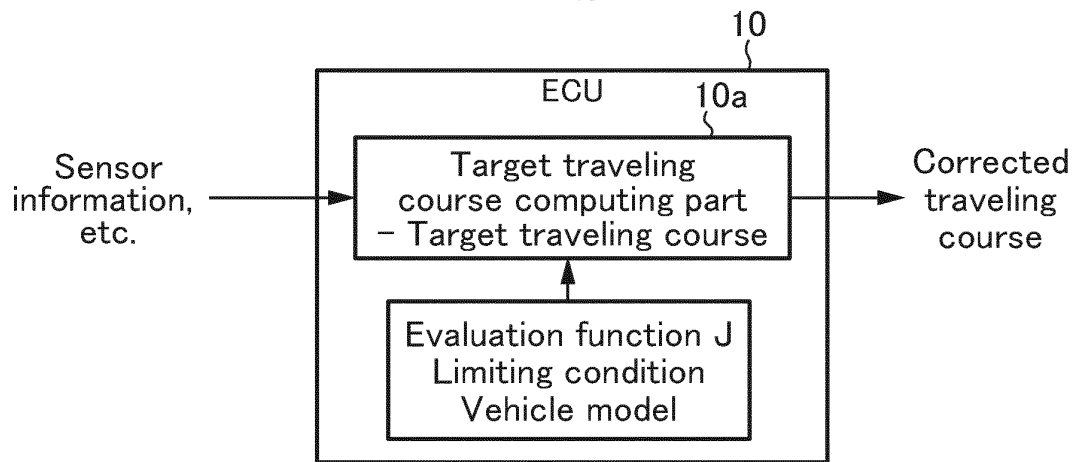 10
ECU
10a
Sensor
information,
etc.
Target traveling
course computing part
– Target traveling course
Corrected
traveling
course
Evaluation function J
Limiting condition
Vehicle model